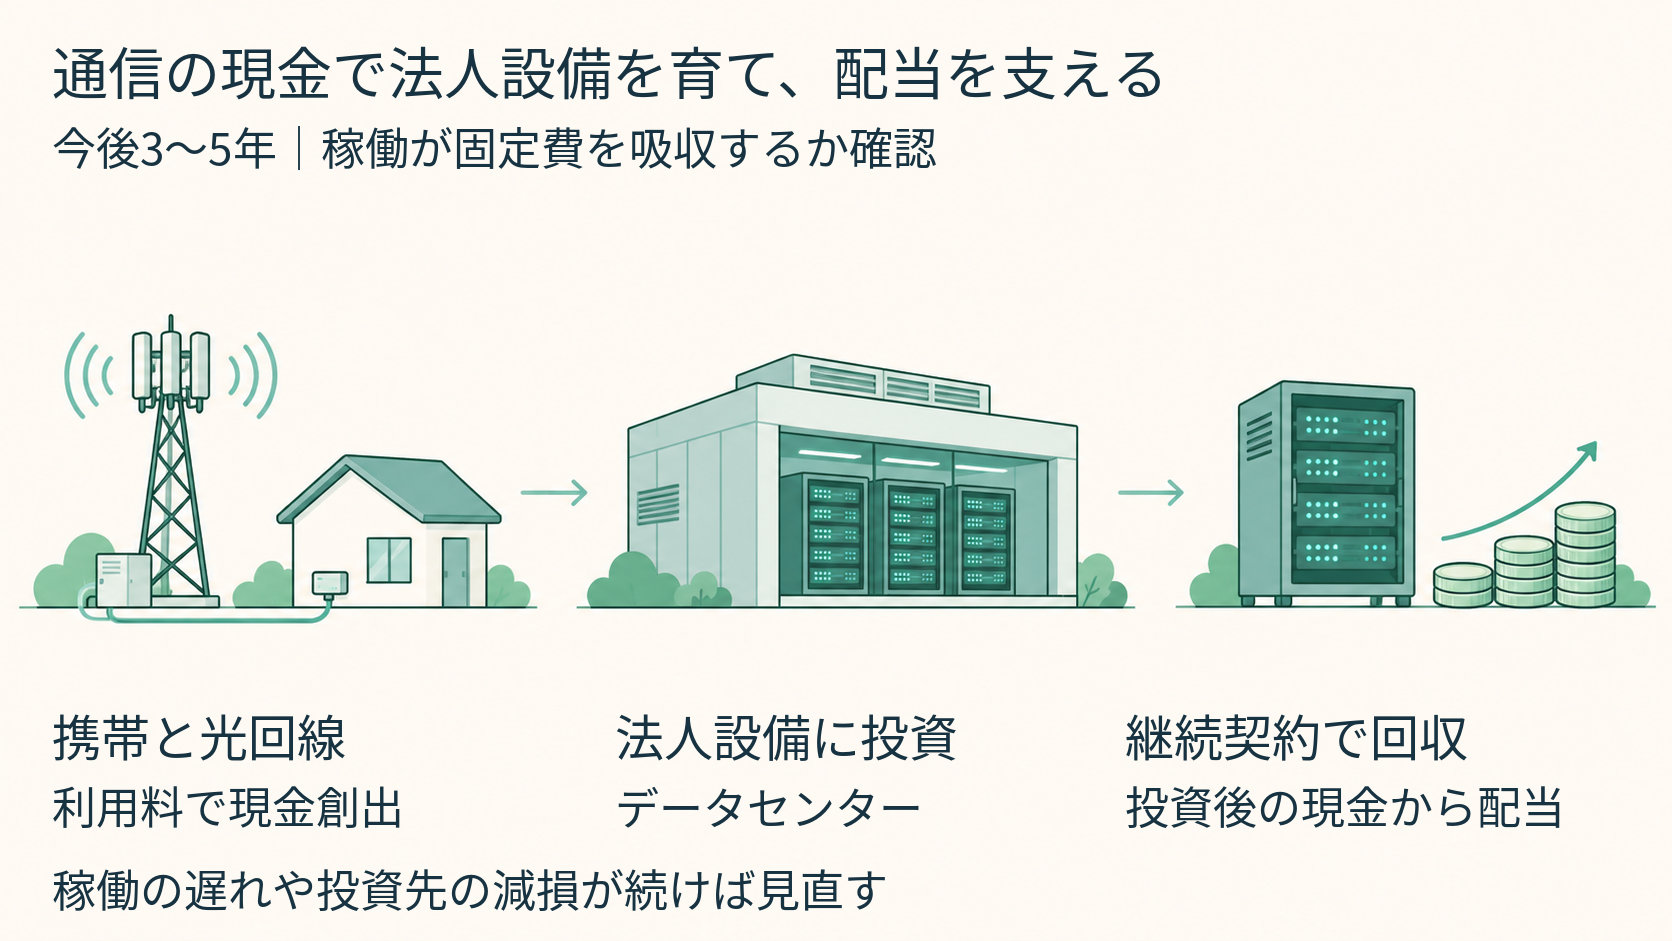 通信の現金で法人設備を育て、配当を支える
今後3〜5年｜稼働が固定費を吸収するか確認
携帯と光回線
利用料で現金創出
法人設備に投資
データセンター
継続契約で回収
投資後の現金から配当
稼働の遅れや投資先の減損が続けば見直す